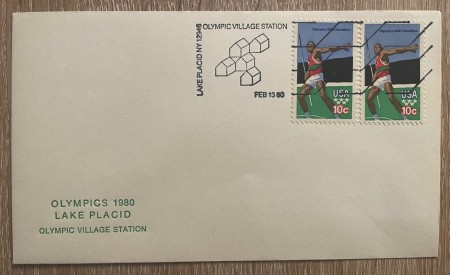 OLYMPIC VILLAGE STATION
LAKE PLACID NY 12946
FEB 13 80
USA
10c
USA
10c
OLYMPICS 1980
LAKE PLACID
OLYMPIC VILLAGE STATION